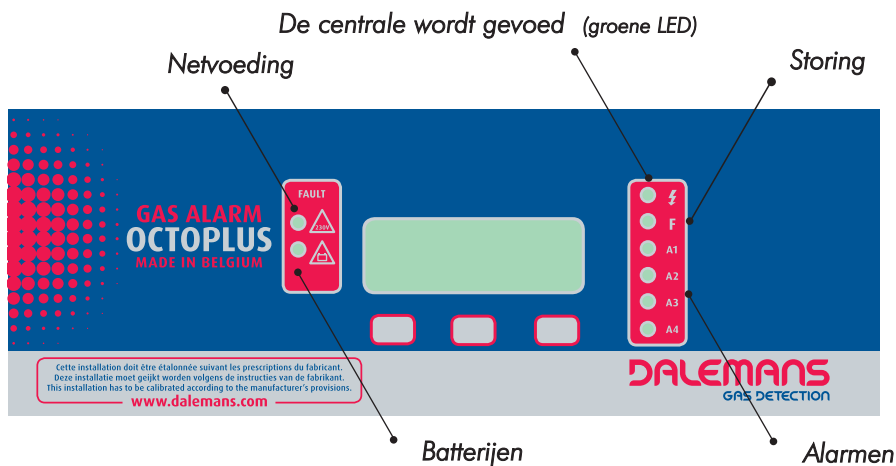 De centrale wordt gevoed (groene LED)
Netvoeding
Storing
FAULT
230V
GAS ALARM
OCTOPLUS
MADE IN BELGIUM
F
A1
A2
A3
A4
Cette installation doit être étalonnée suivant les prescriptions du fabricant.
Deze installatie moet geijkt worden volgens de instructies van de fabrikant.
This installation has to be calibrated according to the manufacturer's provisions.
www.dalemans.com
DALEMANS
GAS DETECTION
Batterijen
Alarmen